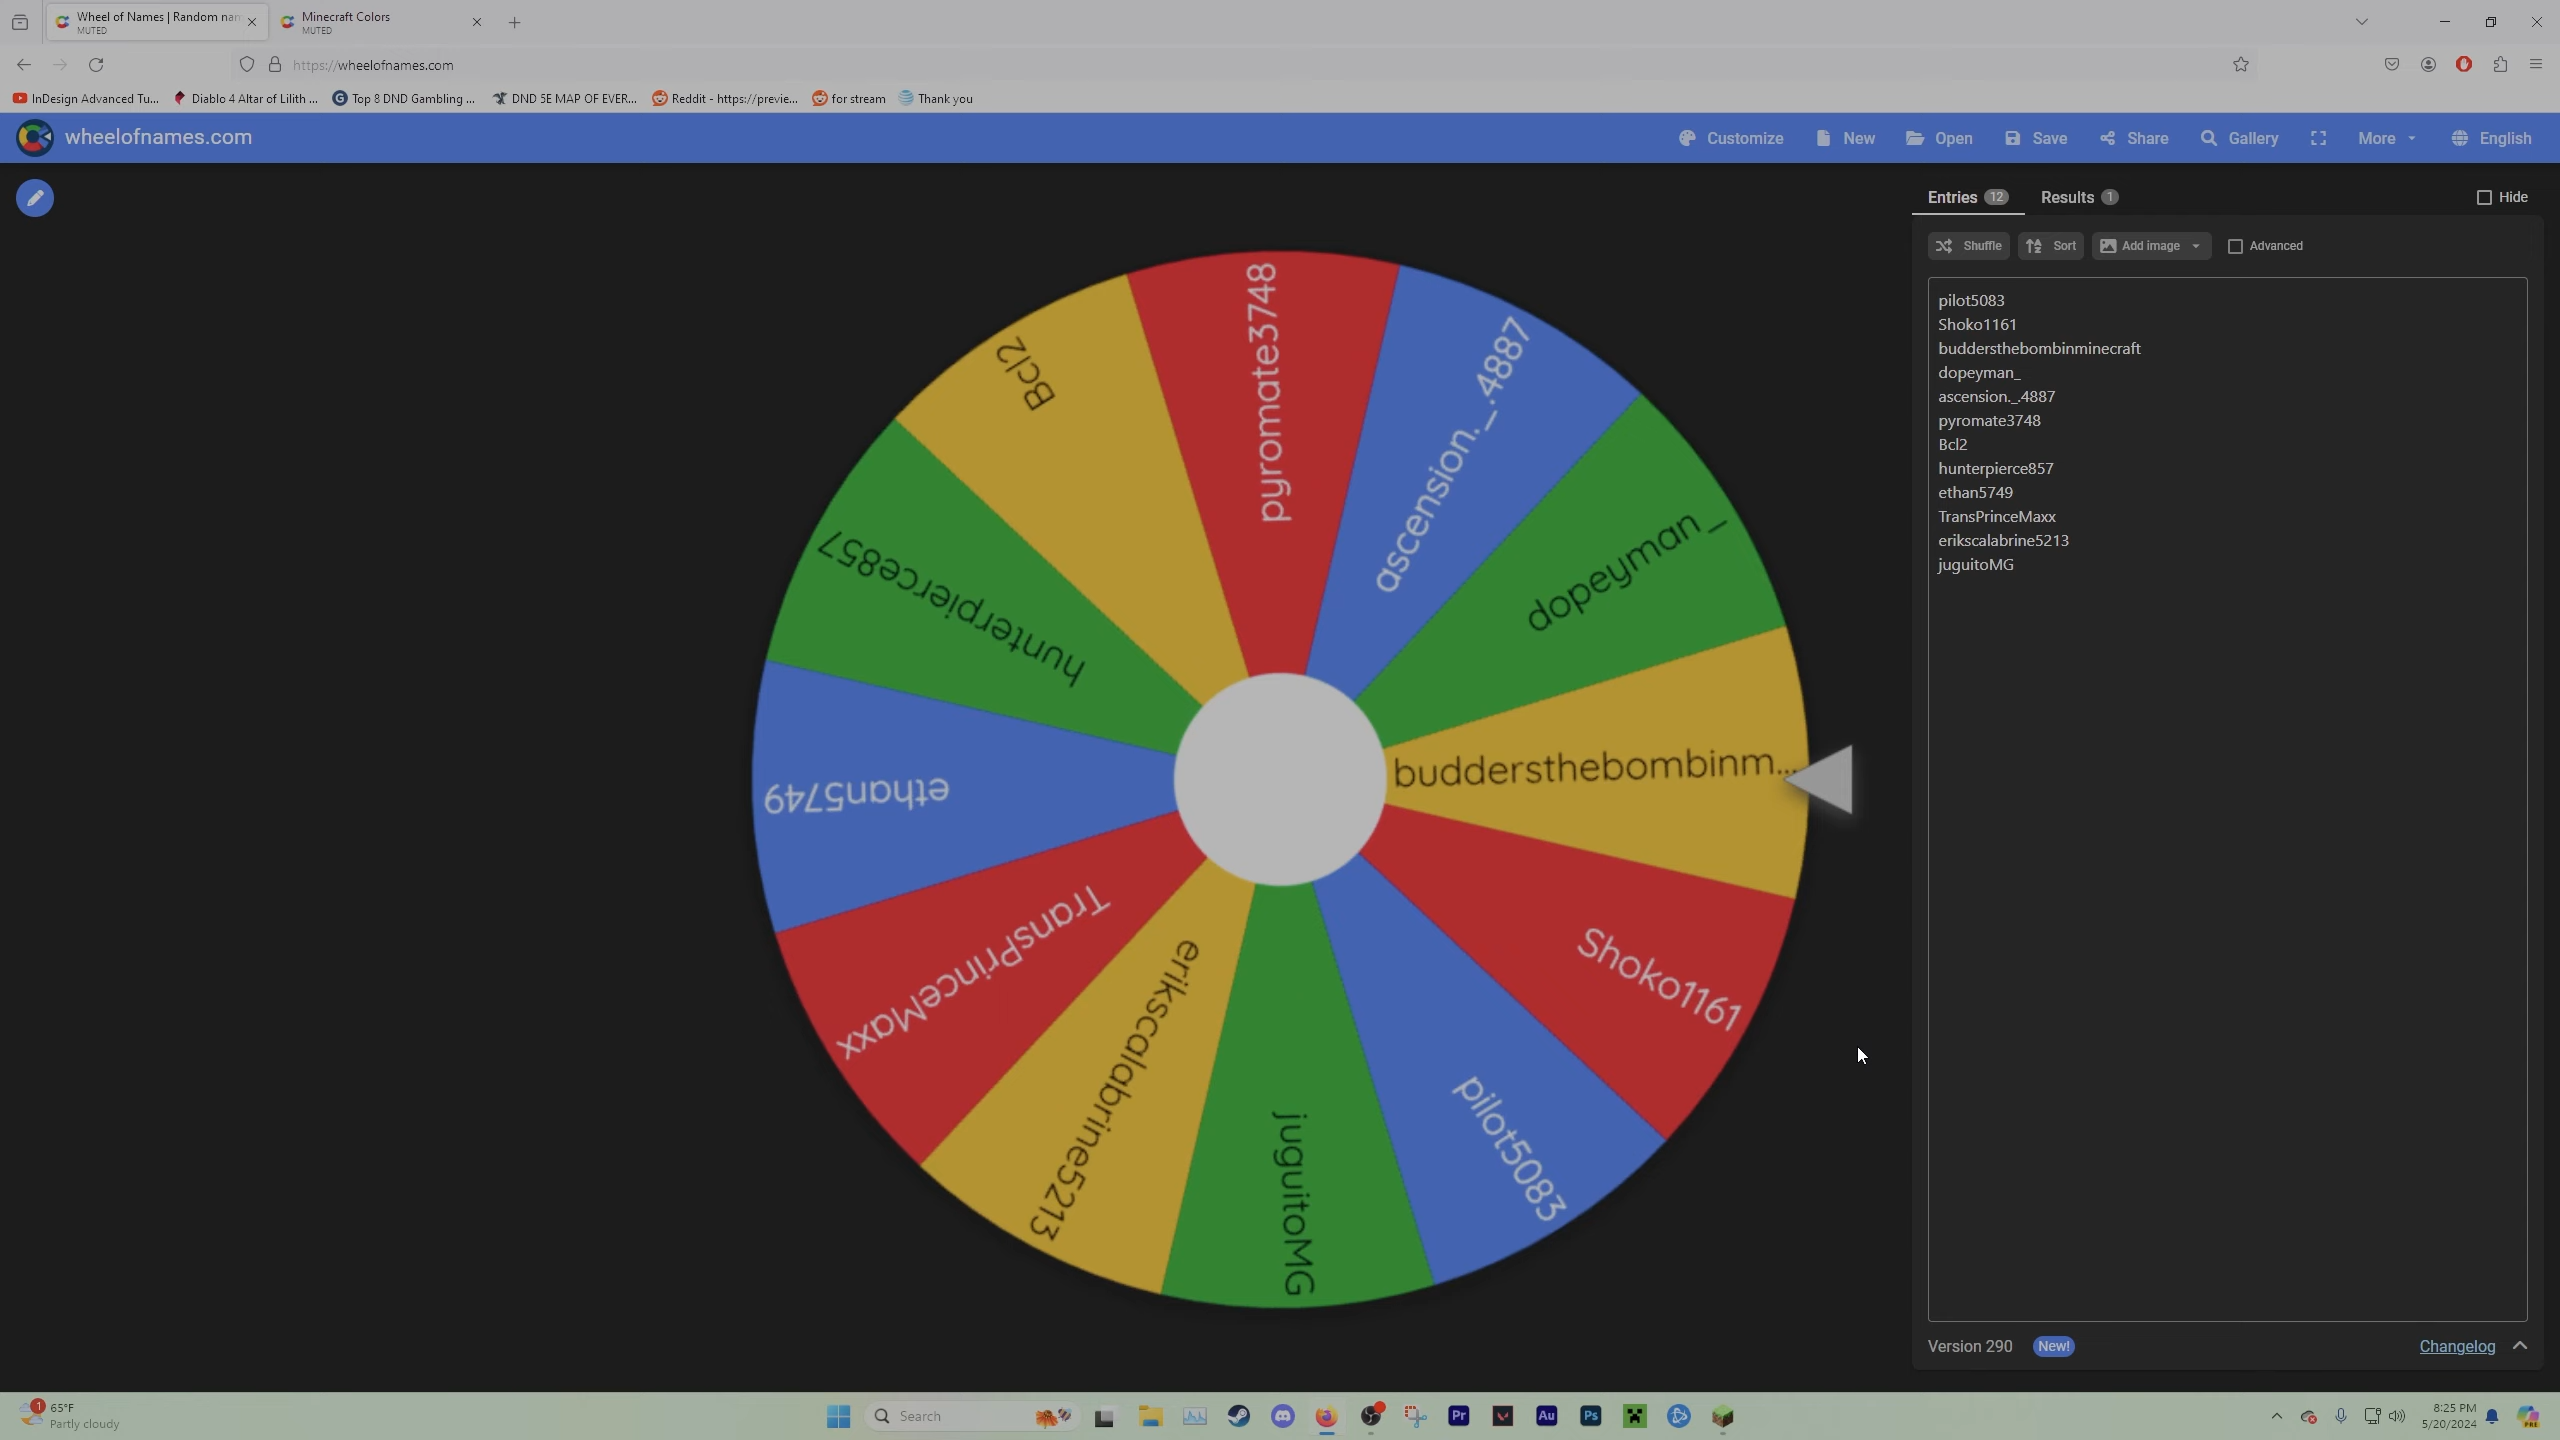 Wheel of Names | Random nam
MUTED
Minecraft Colors
MUTED
https://wheelofnames.com
InDesign Advanced Tu...
Diablo 4 Altar of Lilith ...
Top 8 DND Gambling ...
DND 5E MAP OF EVER...
Reddit - https://previe...
for stream
Thank you
wheelofnames.com
Customize
New
Open
Save
Share
Gallery
More
English
Entries 12
Results 1
Hide
Shuffle
Sort
Add image
Advanced
pilot5083
Shoko1161
buddersthebombinminecraft
dopeyman_
ascension._.4887
pyromate3748
Bcl2
hunterpierce857
ethan5749
TransPrinceMaxx
erikscalabrine5213
juguitoMG
pyromate3748
ascension._.4887
dopeyman_
buddersthebombinm...
Shoko1161
pilot5083
juguitoMG
erikscalabrine5213
TransPrinceMaxx
ethan5749
hunterpierce857
Bcl2
Version 290
New!
Changelog
1
65°F
Partly cloudy
Search
Pr
Au
Ps
8:25 PM
5/20/2024
PRE